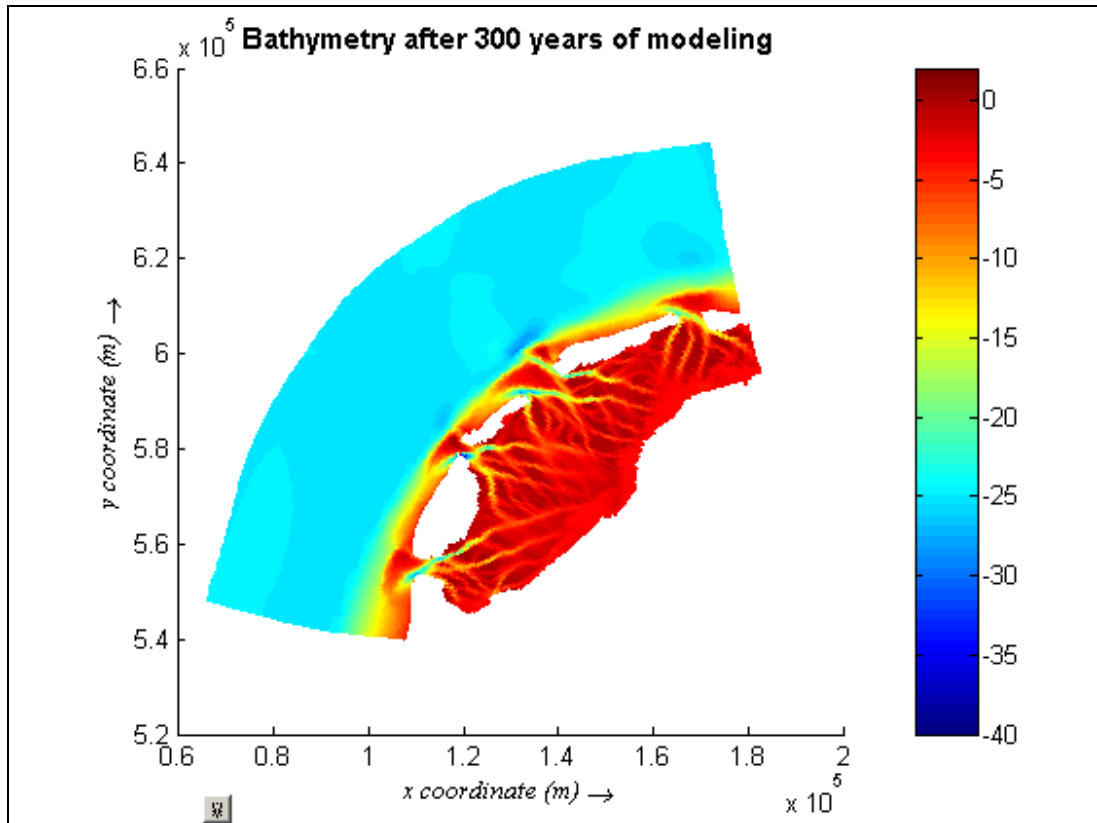 Bathymetry after 300 years of modeling
x 10^5
6.6
6.4
6.2
6
5.8
5.6
5.4
5.2
y coordinate (m) →
0.6 0.8 1 1.2 1.4 1.6 1.8 2
x coordinate (m) →
x 10^5
0
-5
-10
-15
-20
-25
-30
-35
-40